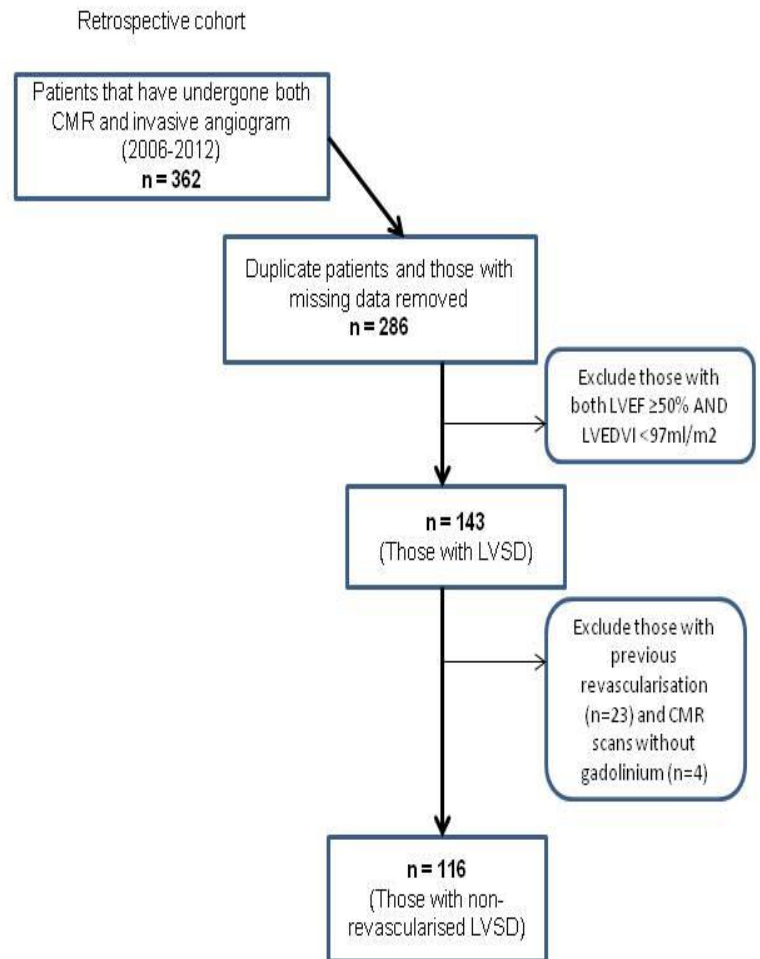 Retrospective cohort
Patients that have undergone both
CMR and invasive angiogram
(2006-2012)
n = 362
Duplicate patients and those with
missing data removed
n = 286
Exclude those with
both LVEF ≥50% AND
LVEDVI <97ml/m2
n = 143
(Those with LVSD)
Exclude those with
previous
revascularisation
(n=23) and CMR
scans without
gadolinium (n=4)
n = 116
(Those with non-
revascularised LVSD)